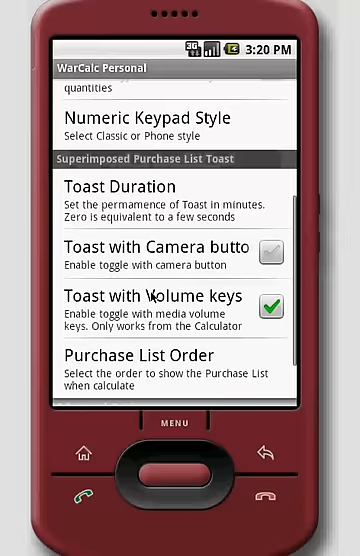 3G
3:20 PM
WarCalc Personal
quantities
Numeric Keypad Style
Select Classic or Phone style
Superimposed Purchase List Toast
Toast Duration
Set the permamence of Toast in minutes.
Zero is equivalent to a few seconds
Toast with Camera butto
Enable toggle with camera button
Toast with Volume keys
Enable toggle with media volume
keys. Only works from the Calculator
Purchase List Order
Select the order to show the Purchase List
when calculate
MENU